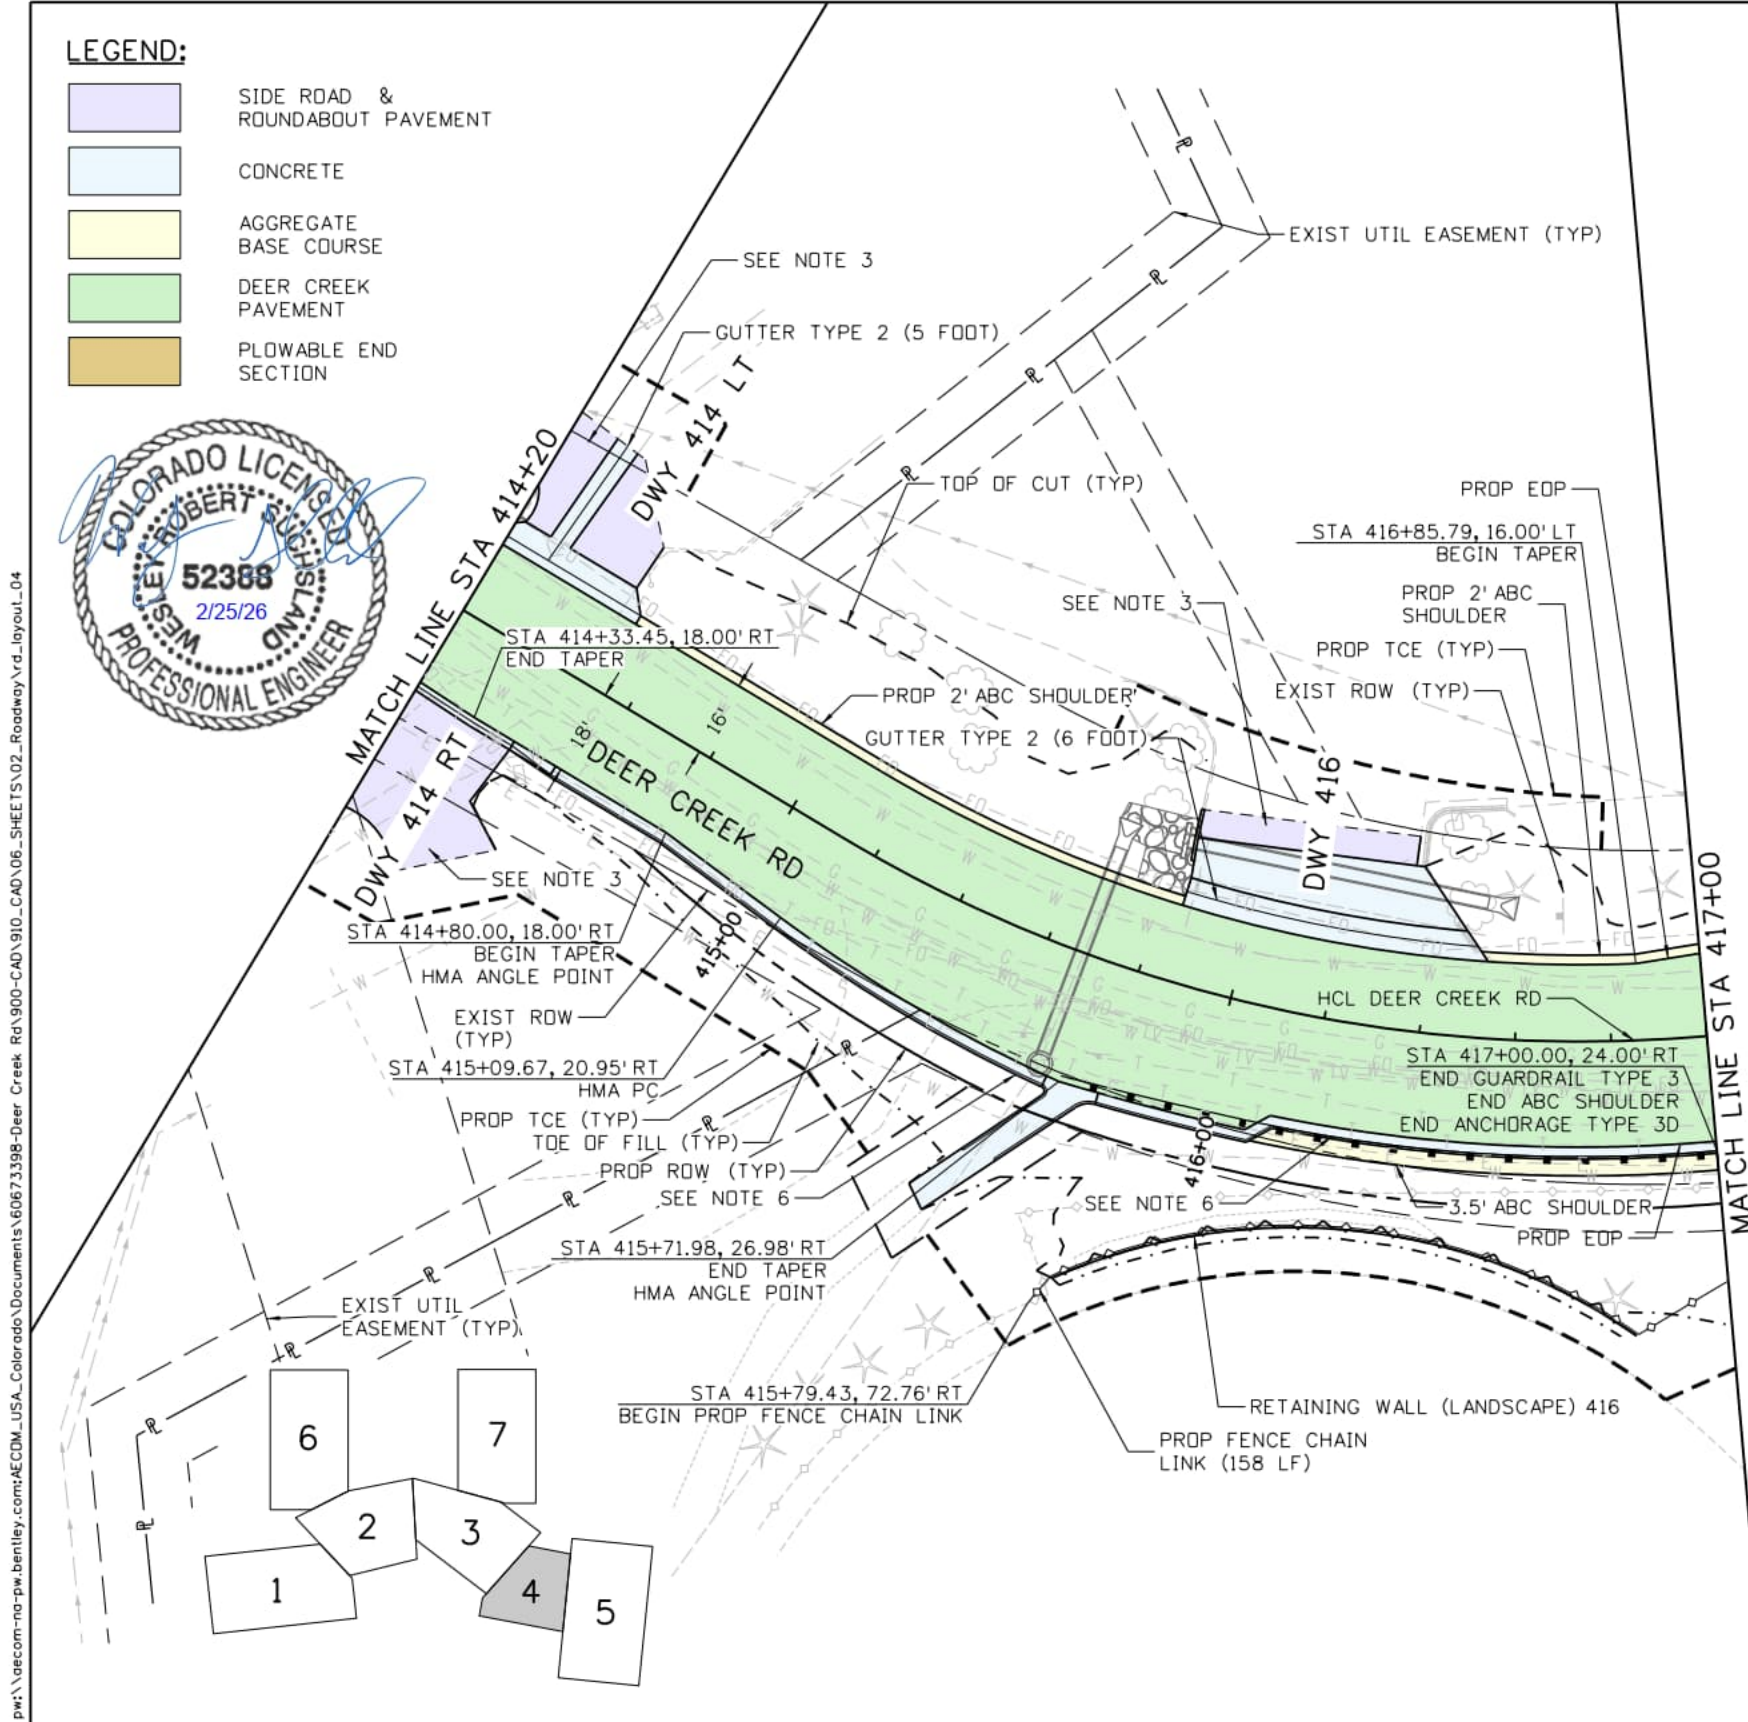 LEGEND:
SIDE ROAD &
ROUNDABOUT PAVEMENT
CONCRETE
AGGREGATE
BASE COURSE
DEER CREEK
PAVEMENT
PLOWABLE END
SECTION
COLORADO LICENSED
WESLEY ROBERT SUCHSLAND
52388
2/25/26
PROFESSIONAL ENGINEER
MATCH LINE STA 414+20
SEE NOTE 3
GUTTER TYPE 2 (5 FOOT)
DWY 414 LT
EXIST UTIL EASEMENT (TYP)
TOP OF CUT (TYP)
PROP EOP
STA 416+85.79, 16.00' LT
BEGIN TAPER
PROP 2' ABC
SHOULDER
SEE NOTE 3
PROP TCE (TYP)
EXIST ROW (TYP)
STA 414+33.45, 18.00' RT
END TAPER
PROP 2' ABC SHOULDER
GUTTER TYPE 2 (6 FOOT)
18'
16'
DEER CREEK RD
DWY 414 RT
DWY 416
SEE NOTE 3
STA 414+80.00, 18.00' RT
BEGIN TAPER
HMA ANGLE POINT
415+00
EXIST ROW
(TYP)
STA 415+09.67, 20.95' RT
HMA PC
PROP TCE (TYP)
TOE OF FILL (TYP)
PROP ROW (TYP)
SEE NOTE 6
HCL DEER CREEK RD
STA 417+00.00, 24.00' RT
END GUARDRAIL TYPE 3
END ABC SHOULDER
END ANCHORAGE TYPE 3D
MATCH LINE STA 417+00
416+00
SEE NOTE 6
3.5' ABC SHOULDER
PROP EOP
STA 415+71.98, 26.98' RT
END TAPER
HMA ANGLE POINT
EXIST UTIL
EASEMENT (TYP)
STA 415+79.43, 72.76' RT
BEGIN PROP FENCE CHAIN LINK
RETAINING WALL (LANDSCAPE) 416
PROP FENCE CHAIN
LINK (158 LF)
6
7
2
3
1
4
5
pw:\\aecom-na-pw.bentley.com:AECOM_USA_Colorado\Documents\60673398-Deer Creek Rd\900-CAD\910_CAD\06_SHEETS\02_Roadway\rd_layout_04